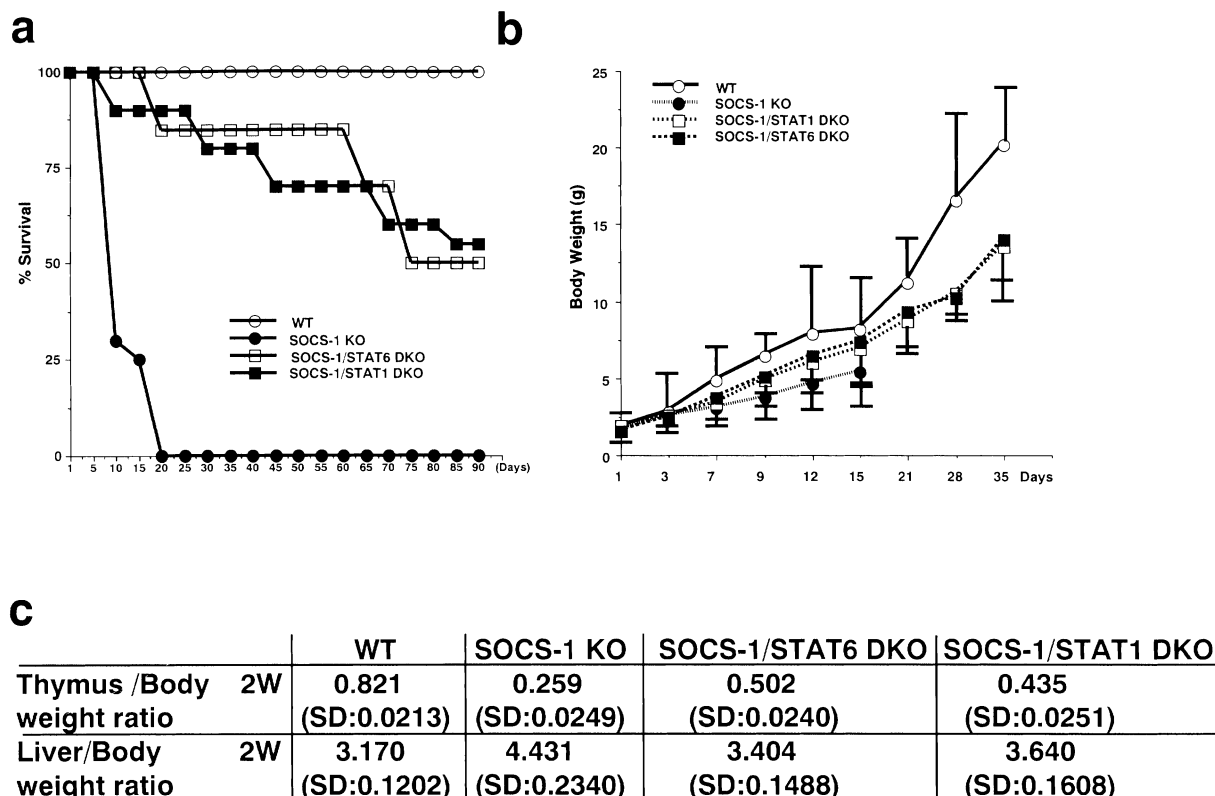 a
100
75
50
25
0
% Survival
WT
SOCS-1 KO
SOCS-1/STAT6 DKO
SOCS-1/STAT1 DKO
1 5 10 15 20 25 30 35 40 45 50 55 60 65 70 75 80 85 90 (Days)
b
25
20
15
10
5
0
Body Weight (g)
WT
SOCS-1 KO
SOCS-1/STAT1 DKO
SOCS-1/STAT6 DKO
1 3 7 9 12 15 21 28 35 Days
c
WT SOCS-1 KO SOCS-1/STAT6 DKO SOCS-1/STAT1 DKO
Thymus /Body 2W 0.821 0.259 0.502 0.435
weight ratio (SD:0.0213) (SD:0.0249) (SD:0.0240) (SD:0.0251)
Liver/Body 2W 3.170 4.431 3.404 3.640
weight ratio (SD:0.1202) (SD:0.2340) (SD:0.1488) (SD:0.1608)